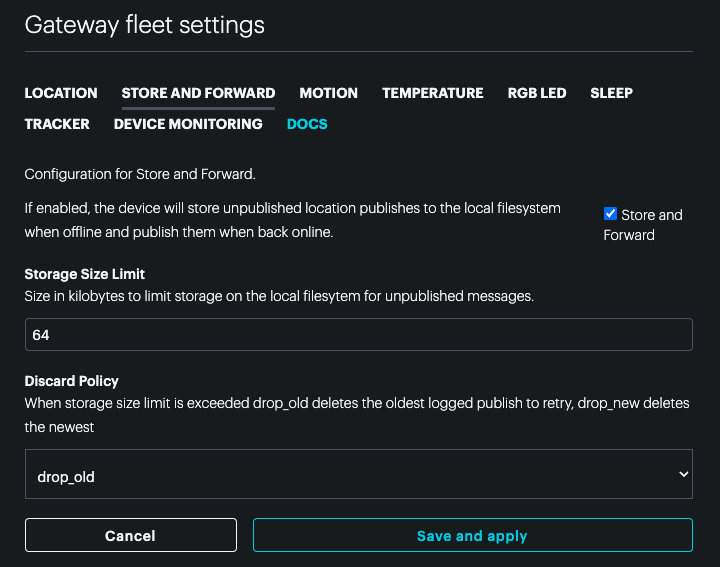 Gateway fleet settings
LOCATION STORE AND FORWARD MOTION TEMPERATURE RGB LED SLEEP
TRACKER DEVICE MONITORING DOCS
Configuration for Store and Forward.
If enabled, the device will store unpublished location publishes to the local filesystem
when offline and publish them when back online.
Store and
Forward
Storage Size Limit
Size in kilobytes to limit storage on the local filesytem for unpublished messages.
64
Discard Policy
When storage size limit is exceeded drop_old deletes the oldest logged publish to retry, drop_new deletes
the newest
drop_old
Cancel Save and apply